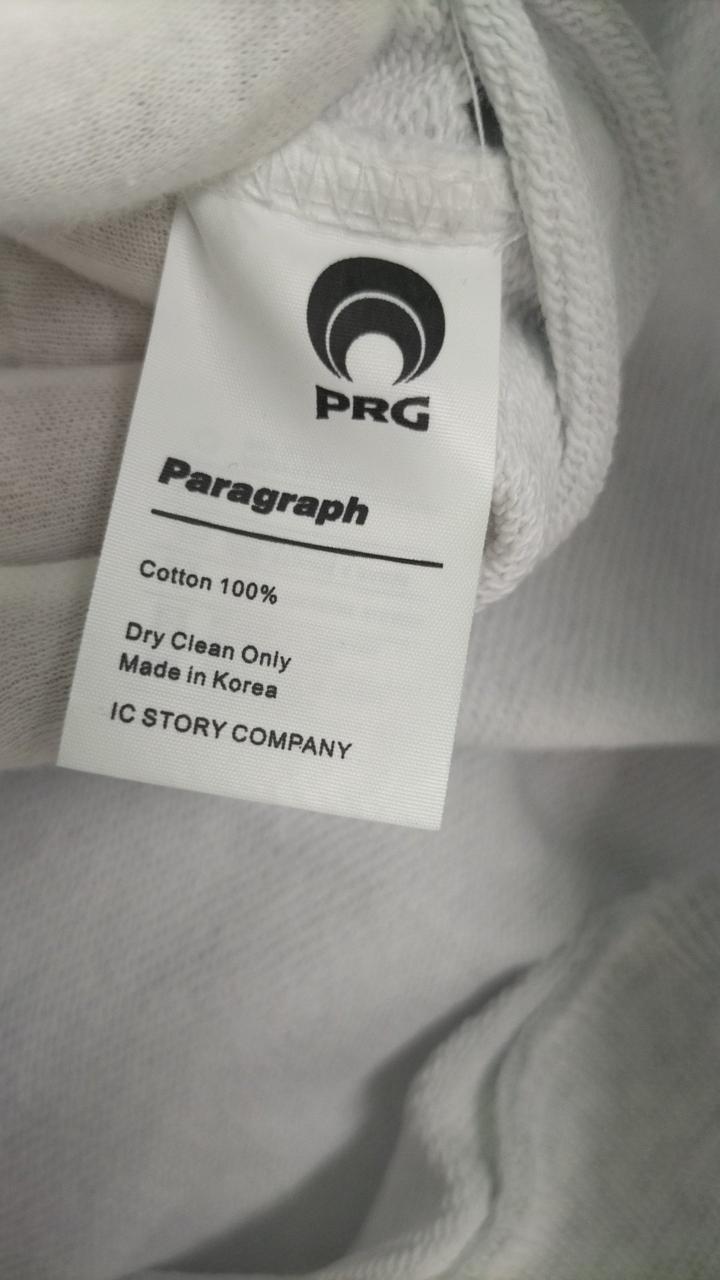 PRG
Paragraph
Cotton 100%
Dry Clean Only
Made in Korea
IC STORY COMPANY